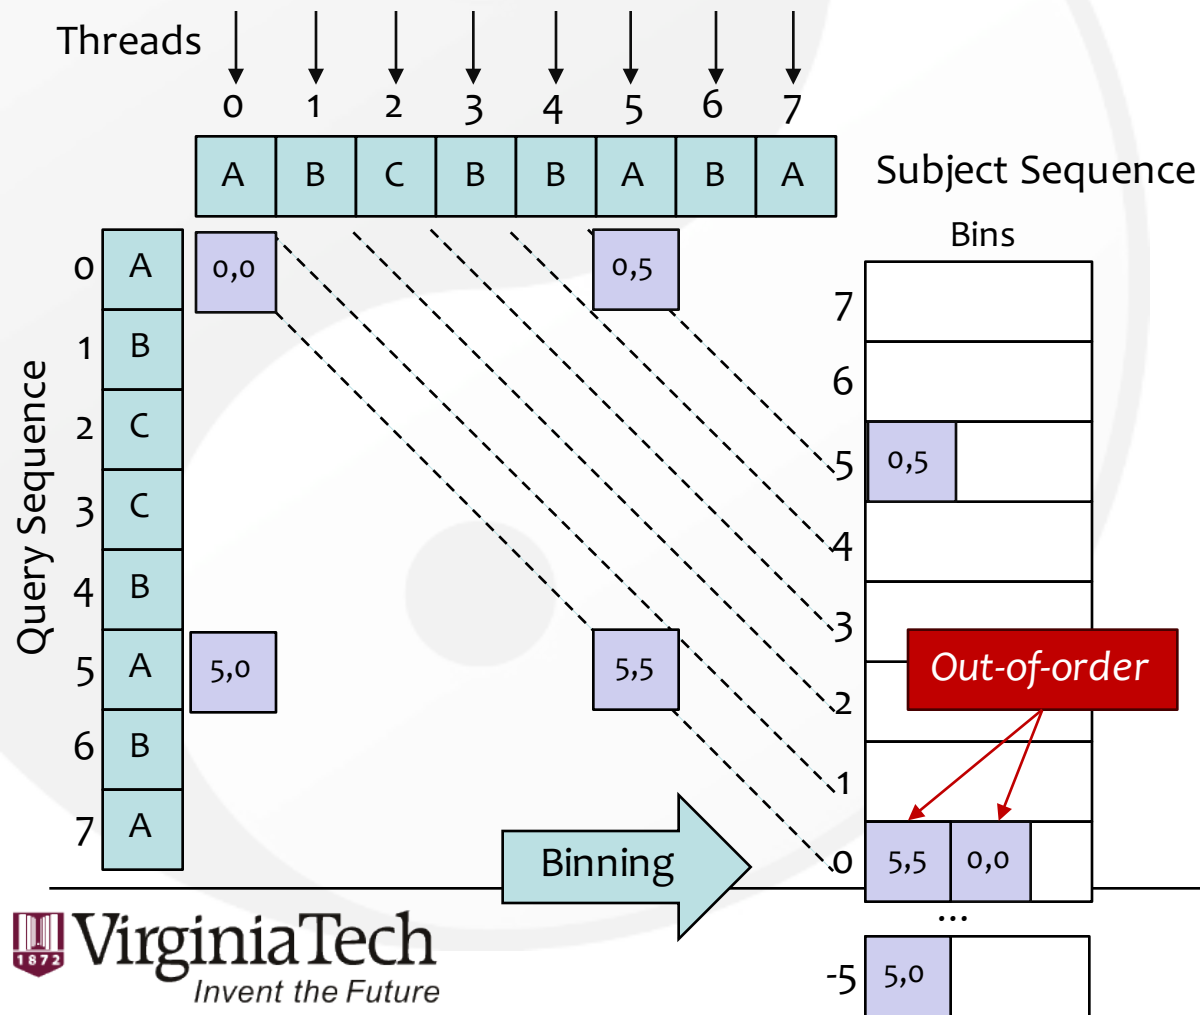 Threads
0 1 2 3 4 5 6 7
A B C B B A B A
Subject Sequence
Bins
Query Sequence
0 A 0,0 0,5
7
1 B
6
2 C
5 0,5
3 C
4
4 B
3
Out-of-order
5 A 5,0 5,5
2
6 B
1
7 A
Binning
0 5,5 0,0
...
-5 5,0
1872
VirginiaTech
Invent the Future